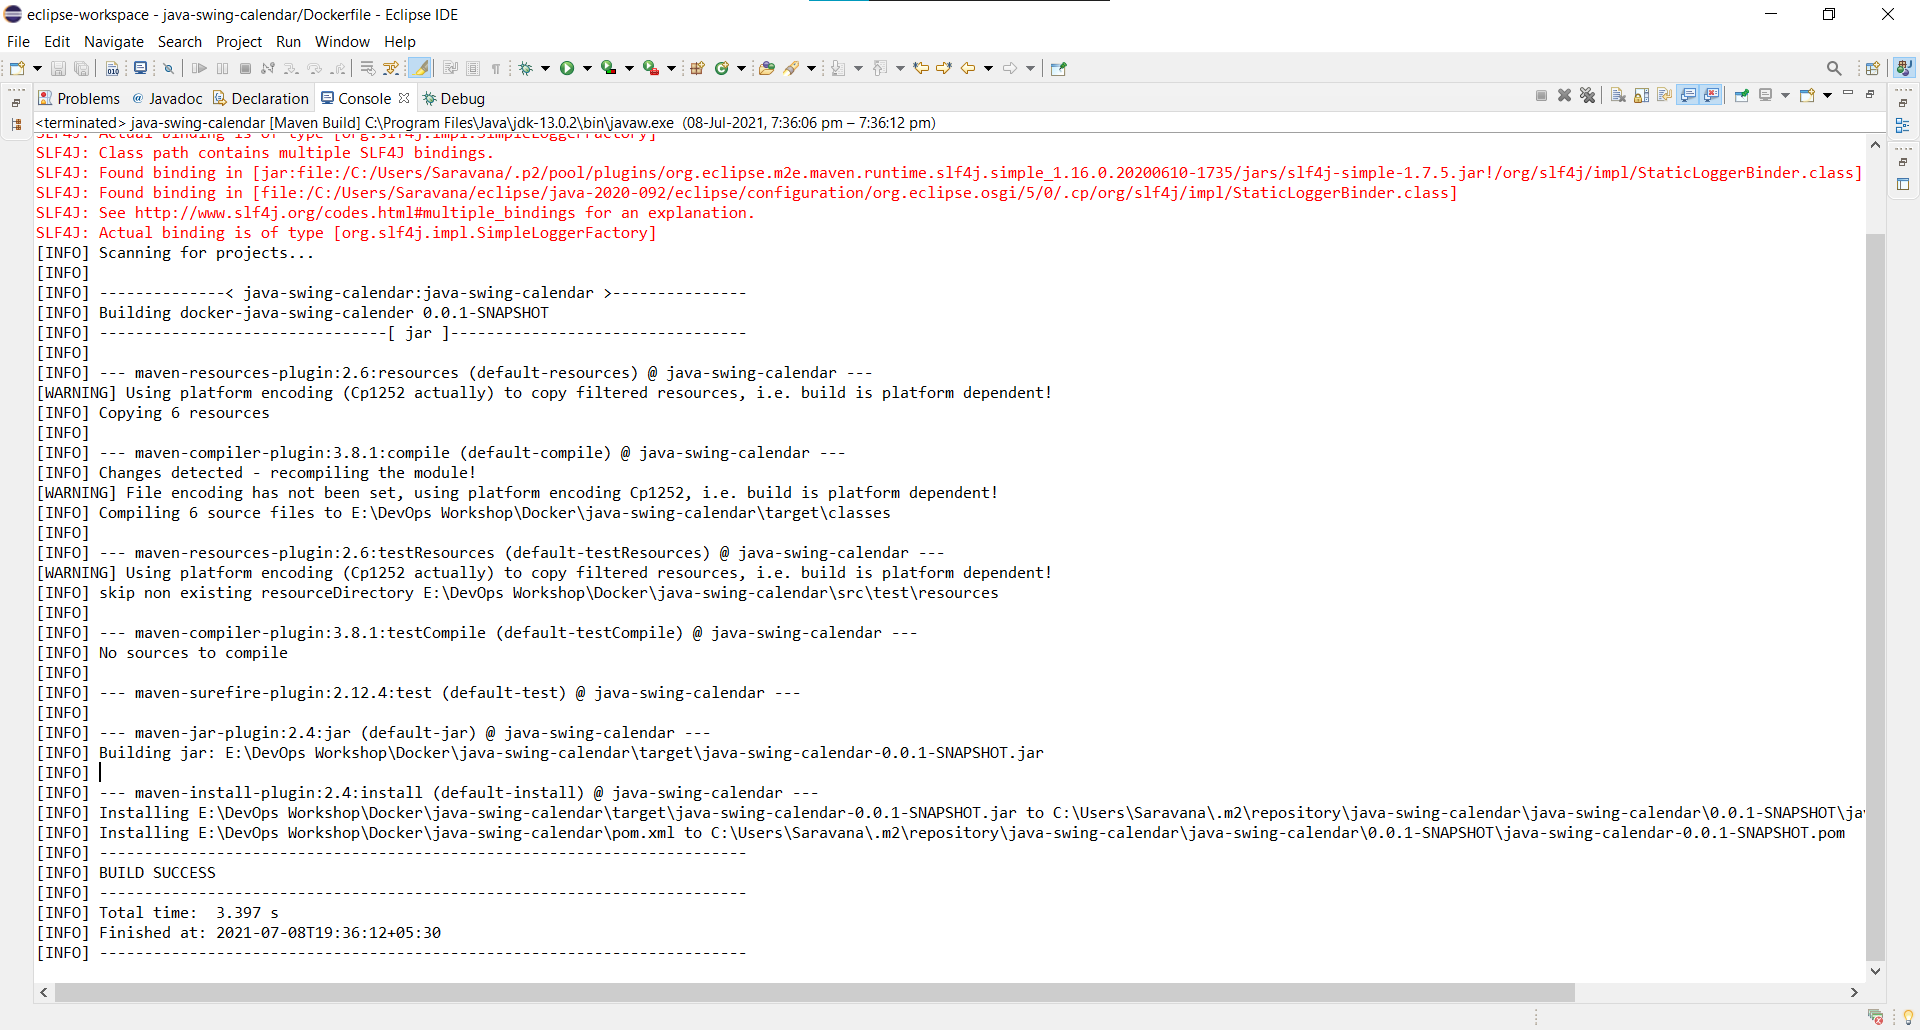 eclipse-workspace - java-swing-calendar/Dockerfile - Eclipse IDE
File Edit Navigate Search Project Run Window Help
Problems @ Javadoc Declaration Console Debug
<terminated> java-swing-calendar [Maven Build] C:\Program Files\Java\jdk-13.0.2\bin\javaw.exe (08-Jul-2021, 7:36:06 pm – 7:36:12 pm)
SLF4J: Actual binding is of type [org.slf4j.impl.SimpleLoggerFactory]
SLF4J: Class path contains multiple SLF4J bindings.
SLF4J: Found binding in [jar:file:/C:/Users/Saravana/.p2/pool/plugins/org.eclipse.m2e.maven.runtime.slf4j.simple_1.16.0.20200610-1735/jars/slf4j-simple-1.7.5.jar!/org/slf4j/impl/StaticLoggerBinder.class]
SLF4J: Found binding in [file:/C:/Users/Saravana/eclipse/java-2020-092/eclipse/configuration/org.eclipse.osgi/5/0/.cp/org/slf4j/impl/StaticLoggerBinder.class]
SLF4J: See http://www.slf4j.org/codes.html#multiple_bindings for an explanation.
SLF4J: Actual binding is of type [org.slf4j.impl.SimpleLoggerFactory]
[INFO] Scanning for projects...
[INFO]
[INFO] --------------< java-swing-calendar:java-swing-calendar >---------------
[INFO] Building docker-java-swing-calender 0.0.1-SNAPSHOT
[INFO] --------------------------------[ jar ]---------------------------------
[INFO]
[INFO] --- maven-resources-plugin:2.6:resources (default-resources) @ java-swing-calendar ---
[WARNING] Using platform encoding (Cp1252 actually) to copy filtered resources, i.e. build is platform dependent!
[INFO] Copying 6 resources
[INFO]
[INFO] --- maven-compiler-plugin:3.8.1:compile (default-compile) @ java-swing-calendar ---
[INFO] Changes detected - recompiling the module!
[WARNING] File encoding has not been set, using platform encoding Cp1252, i.e. build is platform dependent!
[INFO] Compiling 6 source files to E:\DevOps Workshop\Docker\java-swing-calendar\target\classes
[INFO]
[INFO] --- maven-resources-plugin:2.6:testResources (default-testResources) @ java-swing-calendar ---
[WARNING] Using platform encoding (Cp1252 actually) to copy filtered resources, i.e. build is platform dependent!
[INFO] skip non existing resourceDirectory E:\DevOps Workshop\Docker\java-swing-calendar\src\test\resources
[INFO]
[INFO] --- maven-compiler-plugin:3.8.1:testCompile (default-testCompile) @ java-swing-calendar ---
[INFO] No sources to compile
[INFO]
[INFO] --- maven-surefire-plugin:2.12.4:test (default-test) @ java-swing-calendar ---
[INFO]
[INFO] --- maven-jar-plugin:2.4:jar (default-jar) @ java-swing-calendar ---
[INFO] Building jar: E:\DevOps Workshop\Docker\java-swing-calendar\target\java-swing-calendar-0.0.1-SNAPSHOT.jar
[INFO]
[INFO] --- maven-install-plugin:2.4:install (default-install) @ java-swing-calendar ---
[INFO] Installing E:\DevOps Workshop\Docker\java-swing-calendar\target\java-swing-calendar-0.0.1-SNAPSHOT.jar to C:\Users\Saravana\.m2\repository\java-swing-calendar\java-swing-calendar\0.0.1-SNAPSHOT\jav
[INFO] Installing E:\DevOps Workshop\Docker\java-swing-calendar\pom.xml to C:\Users\Saravana\.m2\repository\java-swing-calendar\java-swing-calendar\0.0.1-SNAPSHOT\java-swing-calendar-0.0.1-SNAPSHOT.pom
[INFO] ------------------------------------------------------------------------
[INFO] BUILD SUCCESS
[INFO] ------------------------------------------------------------------------
[INFO] Total time:  3.397 s
[INFO] Finished at: 2021-07-08T19:36:12+05:30
[INFO] ------------------------------------------------------------------------